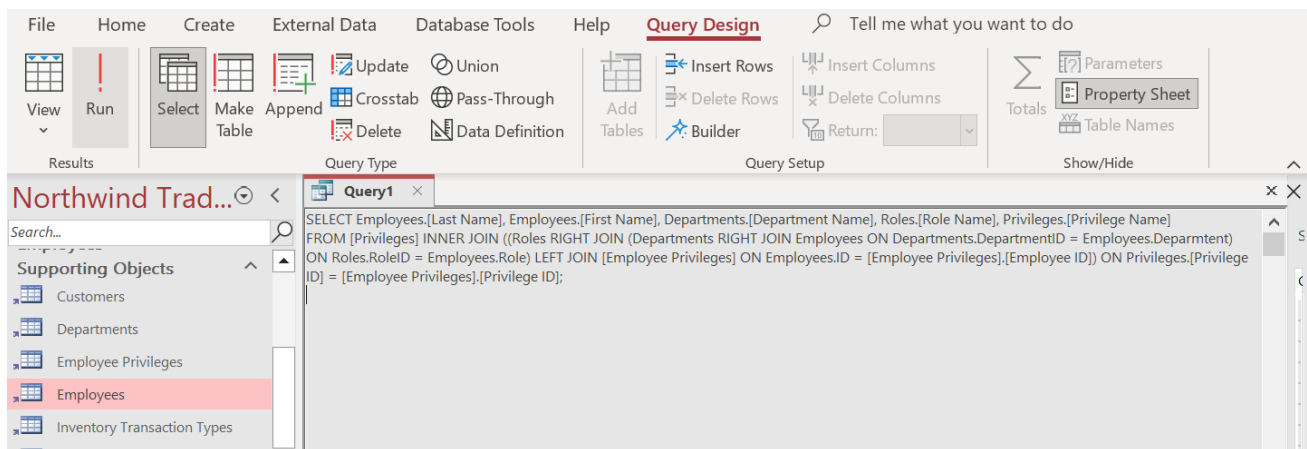 File Home Create External Data Database Tools Help Query Design Tell me what you want to do
View Run Select Make Table Append Update Union Add Tables Insert Rows Insert Columns Totals [?] Parameters
Crosstab Pass-Through Delete Rows Delete Columns Property Sheet
Delete Data Definition Builder Return: XYZ Table Names
Results Query Type Query Setup Show/Hide
Northwind Trad...
Query1
Search...
Supporting Objects
Customers
Departments
Employee Privileges
Employees
Inventory Transaction Types
SELECT Employees.[Last Name], Employees.[First Name], Departments.[Department Name], Roles.[Role Name], Privileges.[Privilege Name]
FROM [Privileges] INNER JOIN ((Roles RIGHT JOIN (Departments RIGHT JOIN Employees ON Departments.DepartmentID = Employees.Deparmtent)
ON Roles.RoleID = Employees.Role) LEFT JOIN [Employee Privileges] ON Employees.ID = [Employee Privileges].[Employee ID]) ON Privileges.[Privilege
ID] = [Employee Privileges].[Privilege ID];